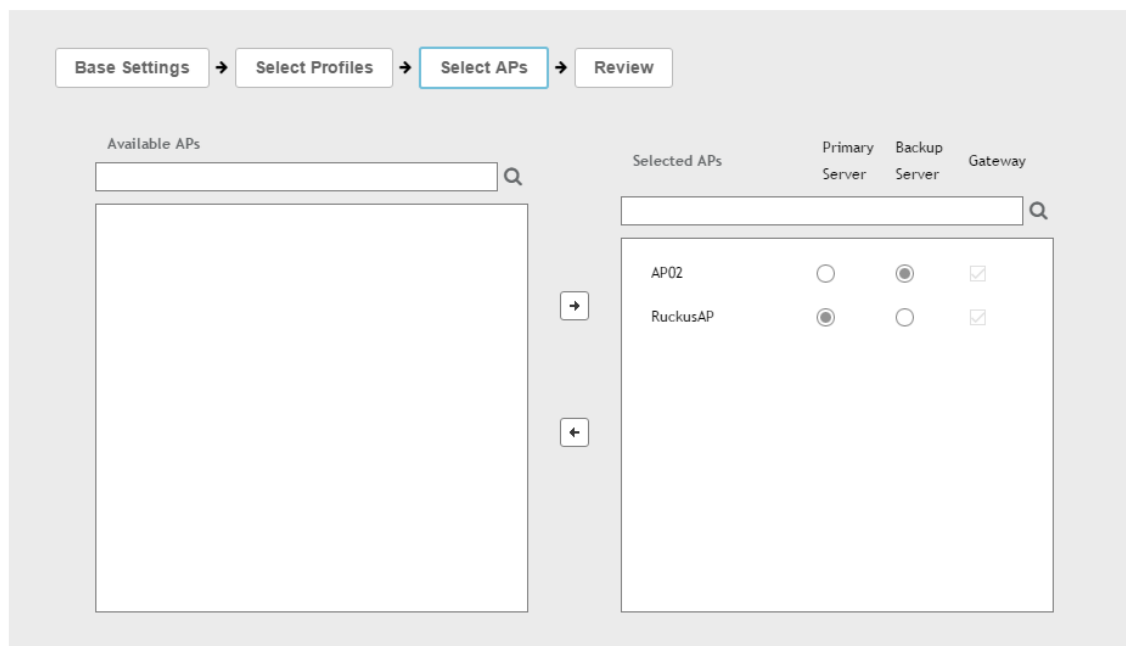 Base Settings → Select Profiles → Select APs → Review
Available APs
Selected APs Primary Server Backup Server Gateway
AP02
RuckusAP